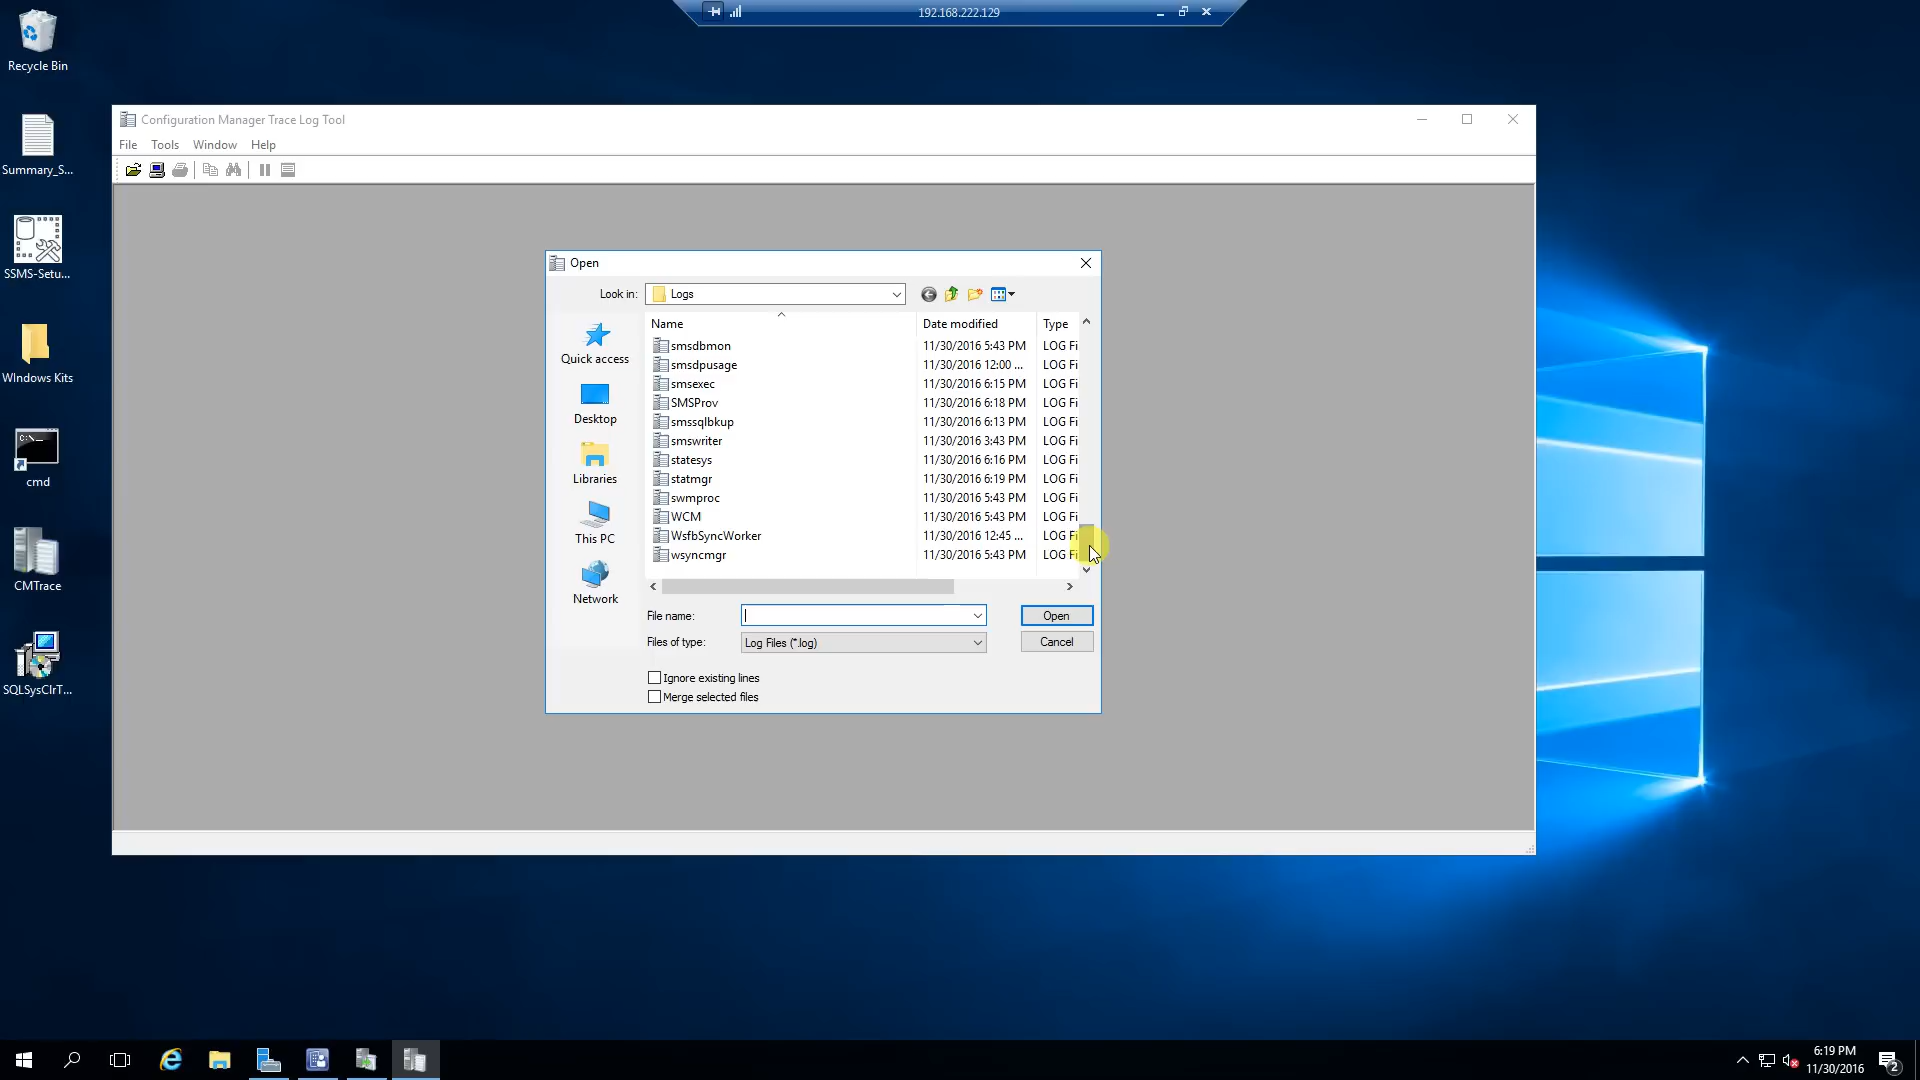 192.168.222.129
Recycle Bin
Summary_S...
SSMS-Setu...
WIndows Kits
C:\_
cmd
CMTrace
SQLSysClrT...
Configuration Manager Trace Log Tool
File Tools Window Help
Open
Look in: Logs
Quick access
Desktop
Libraries
This PC
Network
Name Date modified Type
smsdbmon 11/30/2016 5:43 PM LOG Fi
smsdpusage 11/30/2016 12:00 ... LOG Fi
smsexec 11/30/2016 6:15 PM LOG Fi
SMSProv 11/30/2016 6:18 PM LOG Fi
smssqlbkup 11/30/2016 6:13 PM LOG Fi
smswriter 11/30/2016 3:43 PM LOG Fi
statesys 11/30/2016 6:16 PM LOG Fi
statmgr 11/30/2016 6:19 PM LOG Fi
swmproc 11/30/2016 5:43 PM LOG Fi
WCM 11/30/2016 5:43 PM LOG Fi
WsfbSyncWorker 11/30/2016 12:45 ... LOG Fi
wsyncmgr 11/30/2016 5:43 PM LOG Fi
File name: Open
Files of type: Log Files (*.log) Cancel
Ignore existing lines
Merge selected files
6:19 PM
11/30/2016
2